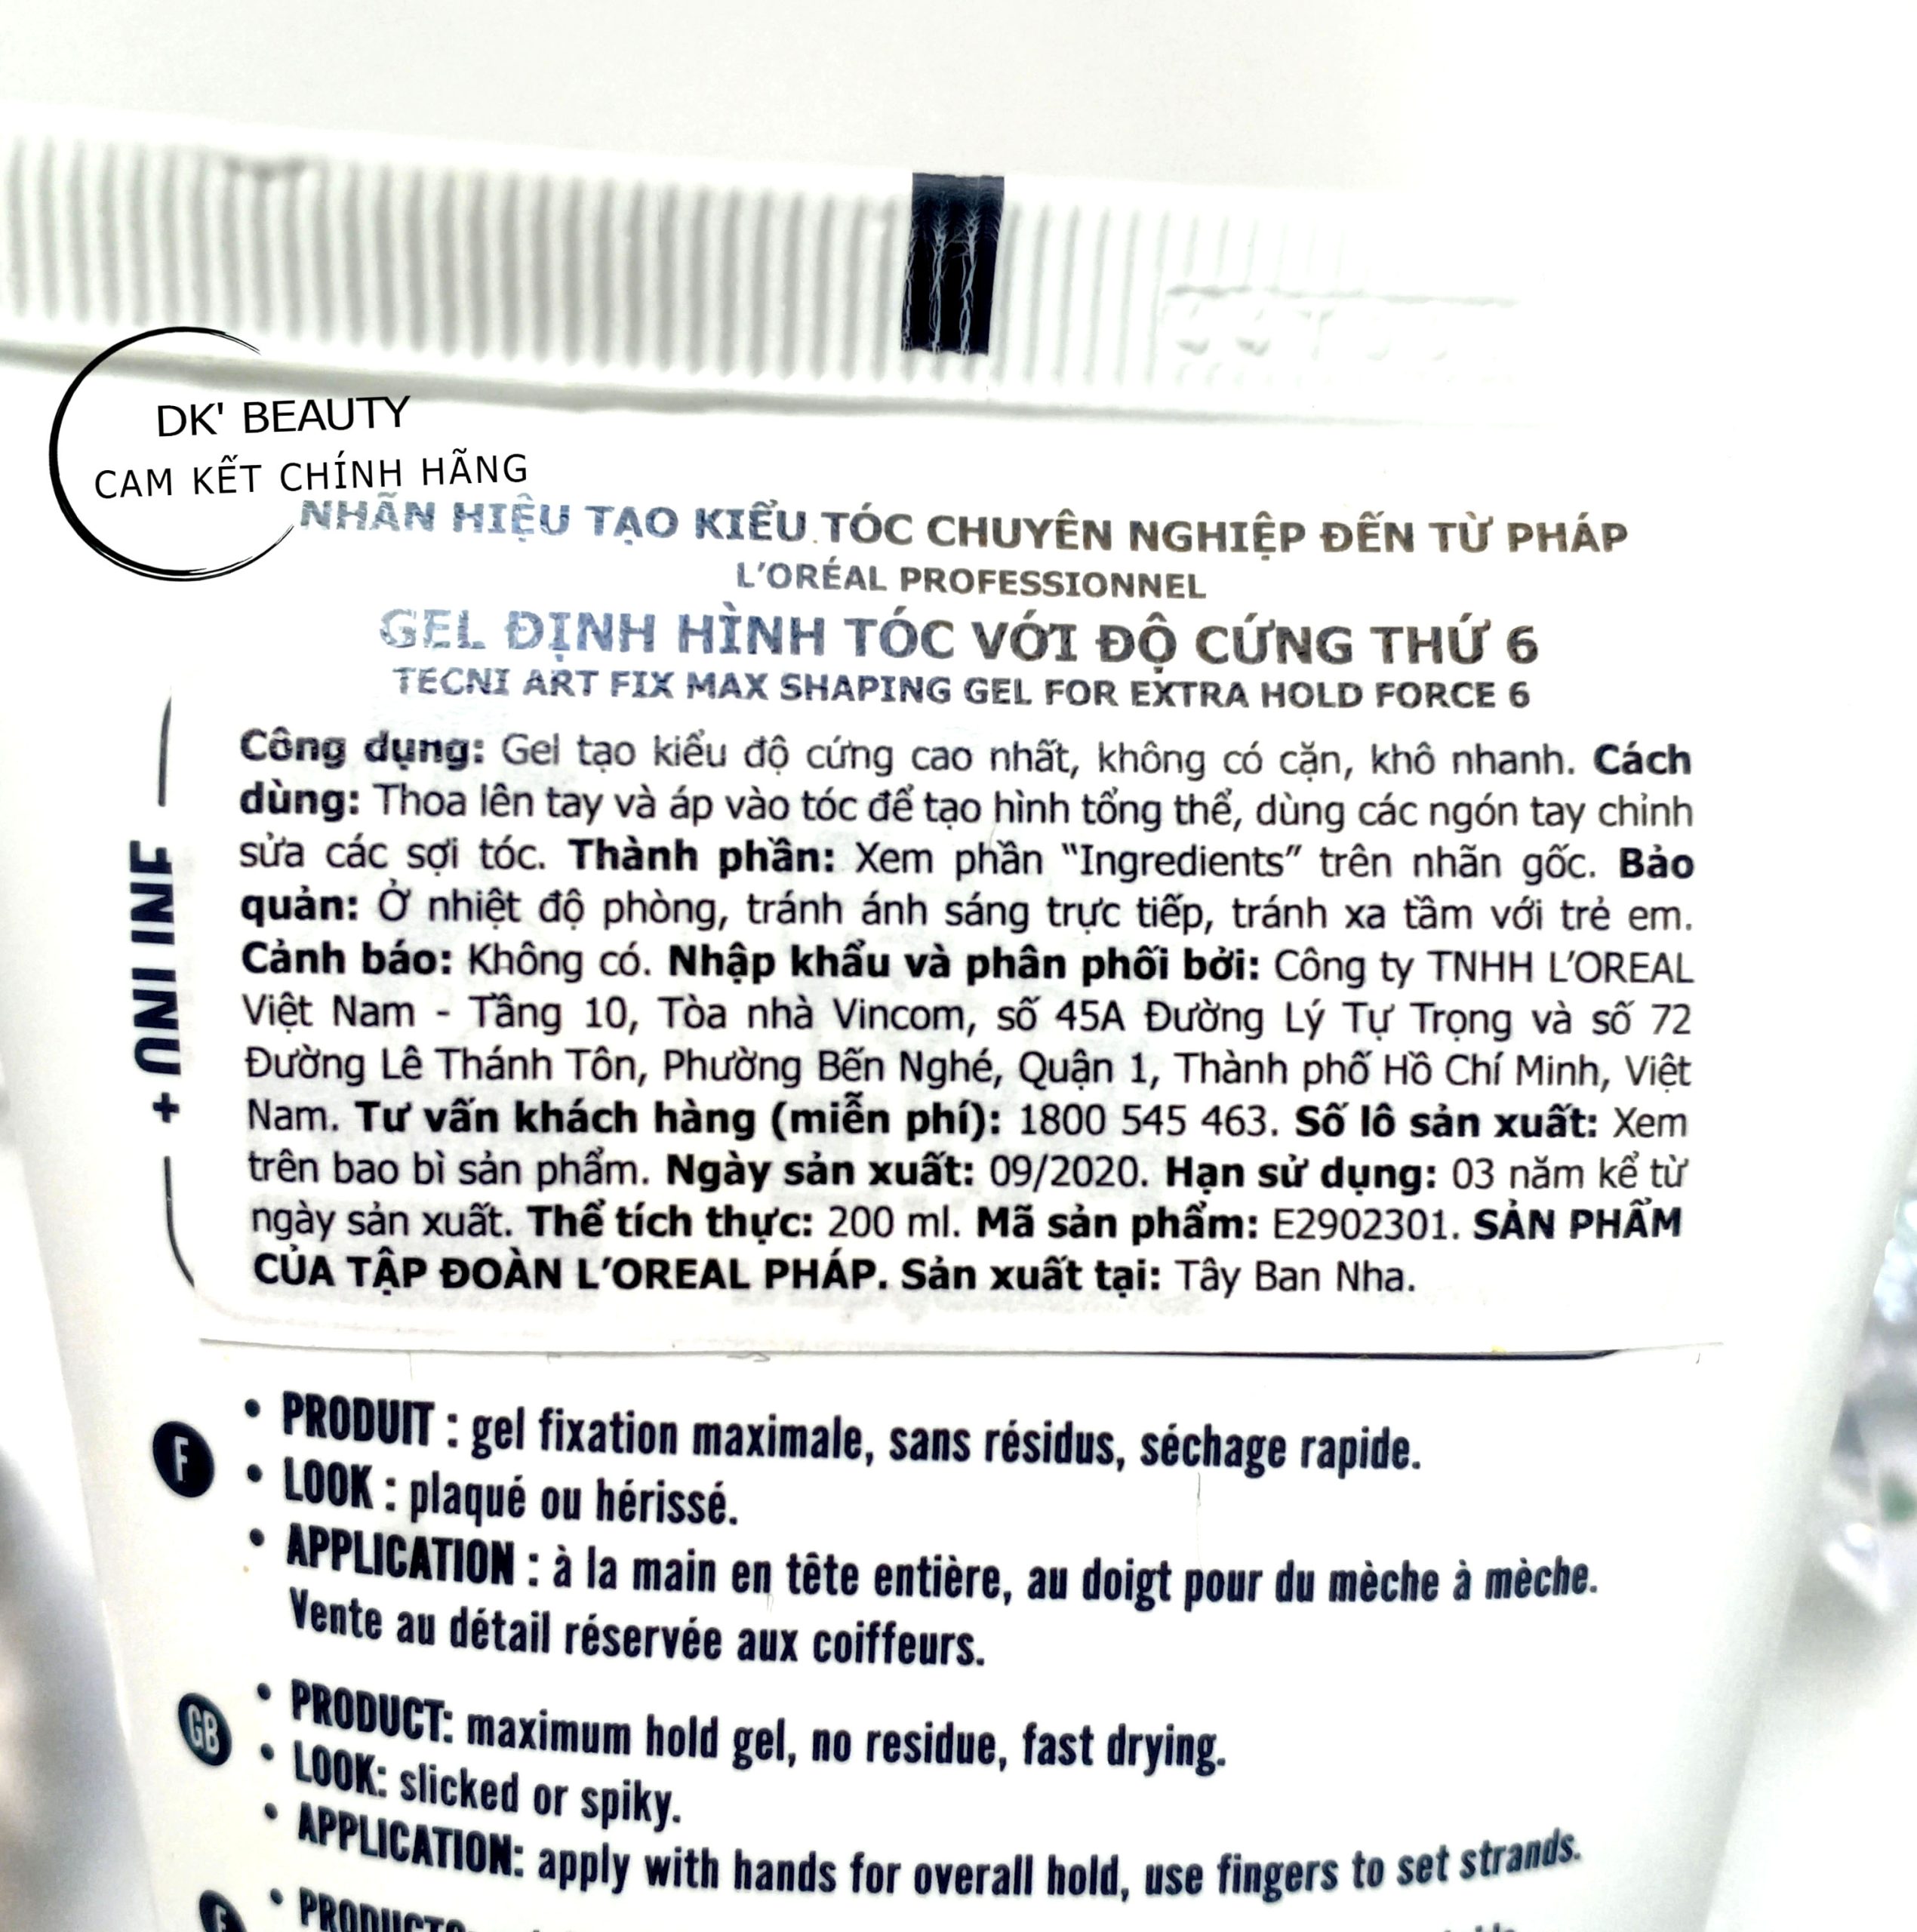 DK' BEAUTY
CAM KẾT CHÍNH HÃNG
NHÃN HIỆU TẠO KIỂU TÓC CHUYÊN NGHIỆP ĐẾN TỪ PHÁP
L'ORÉAL PROFESSIONNEL
GEL ĐỊNH HÌNH TÓC VỚI ĐỘ CỨNG THỨ 6
TECNI ART FIX MAX SHAPING GEL FOR EXTRA HOLD FORCE 6
Công dụng: Gel tạo kiểu độ cứng cao nhất, không có cặn, khô nhanh. Cách
dùng: Thoa lên tay và áp vào tóc để tạo hình tổng thể, dùng các ngón tay chỉnh
sửa các sợi tóc. Thành phần: Xem phần "Ingredients" trên nhãn gốc. Bảo
quản: Ở nhiệt độ phòng, tránh ánh sáng trực tiếp, tránh xa tầm với trẻ em.
Cảnh báo: Không có. Nhập khẩu và phân phối bởi: Công ty TNHH L'OREAL
Việt Nam - Tầng 10, Tòa nhà Vincom, số 45A Đường Lý Tự Trọng và số 72
Đường Lê Thánh Tôn, Phường Bến Nghé, Quận 1, Thành phố Hồ Chí Minh, Việt
Nam. Tư vấn khách hàng (miễn phí): 1800 545 463. Số lô sản xuất: Xem
trên bao bì sản phẩm. Ngày sản xuất: 09/2020. Hạn sử dụng: 03 năm kể từ
ngày sản xuất. Thể tích thực: 200 ml. Mã sản phẩm: E2902301. SẢN PHẨM
CỦA TẬP ĐOÀN L'OREAL PHÁP. Sản xuất tại: Tây Ban Nha.
+ UNI INF
F
• PRODUIT : gel fixation maximale, sans résidus, séchage rapide.
• LOOK : plaqué ou hérissé.
• APPLICATION : à la main en tête entière, au doigt pour du mèche à mèche.
Vente au détail réservée aux coiffeurs.
GB
• PRODUCT: maximum hold gel, no residue, fast drying.
• LOOK: slicked or spiky.
• APPLICATION: apply with hands for overall hold, use fingers to set strands.